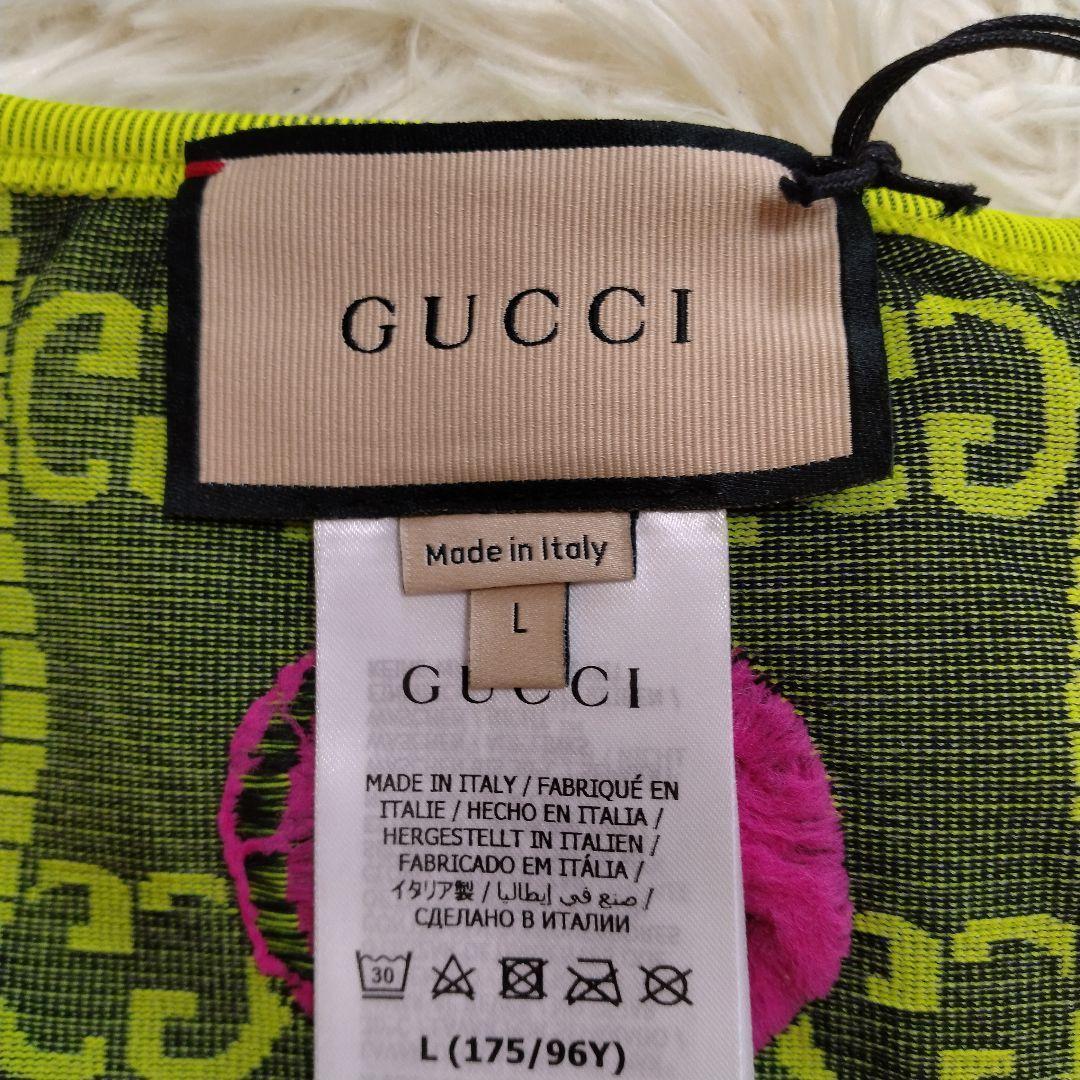 GUCCI
Made in Italy
L
GUCCI
MADE IN ITALY / FABRIQUÉ EN
ITALIE / HECHO EN ITALIA /
HERGESTELLT IN ITALIEN /
FABRICADO EM ITÁLIA /
イタリア製 / صنع في إيطاليا /
СДЕЛАНО В ИТАЛИИ
30
L (175/96Y)